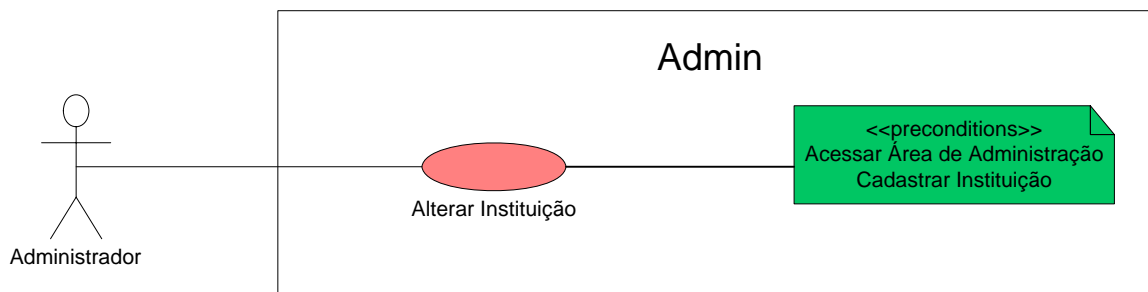 Admin
<<preconditions>>
Acessar Área de Administração
Cadastrar Instituição
Alterar Instituição
Administrador